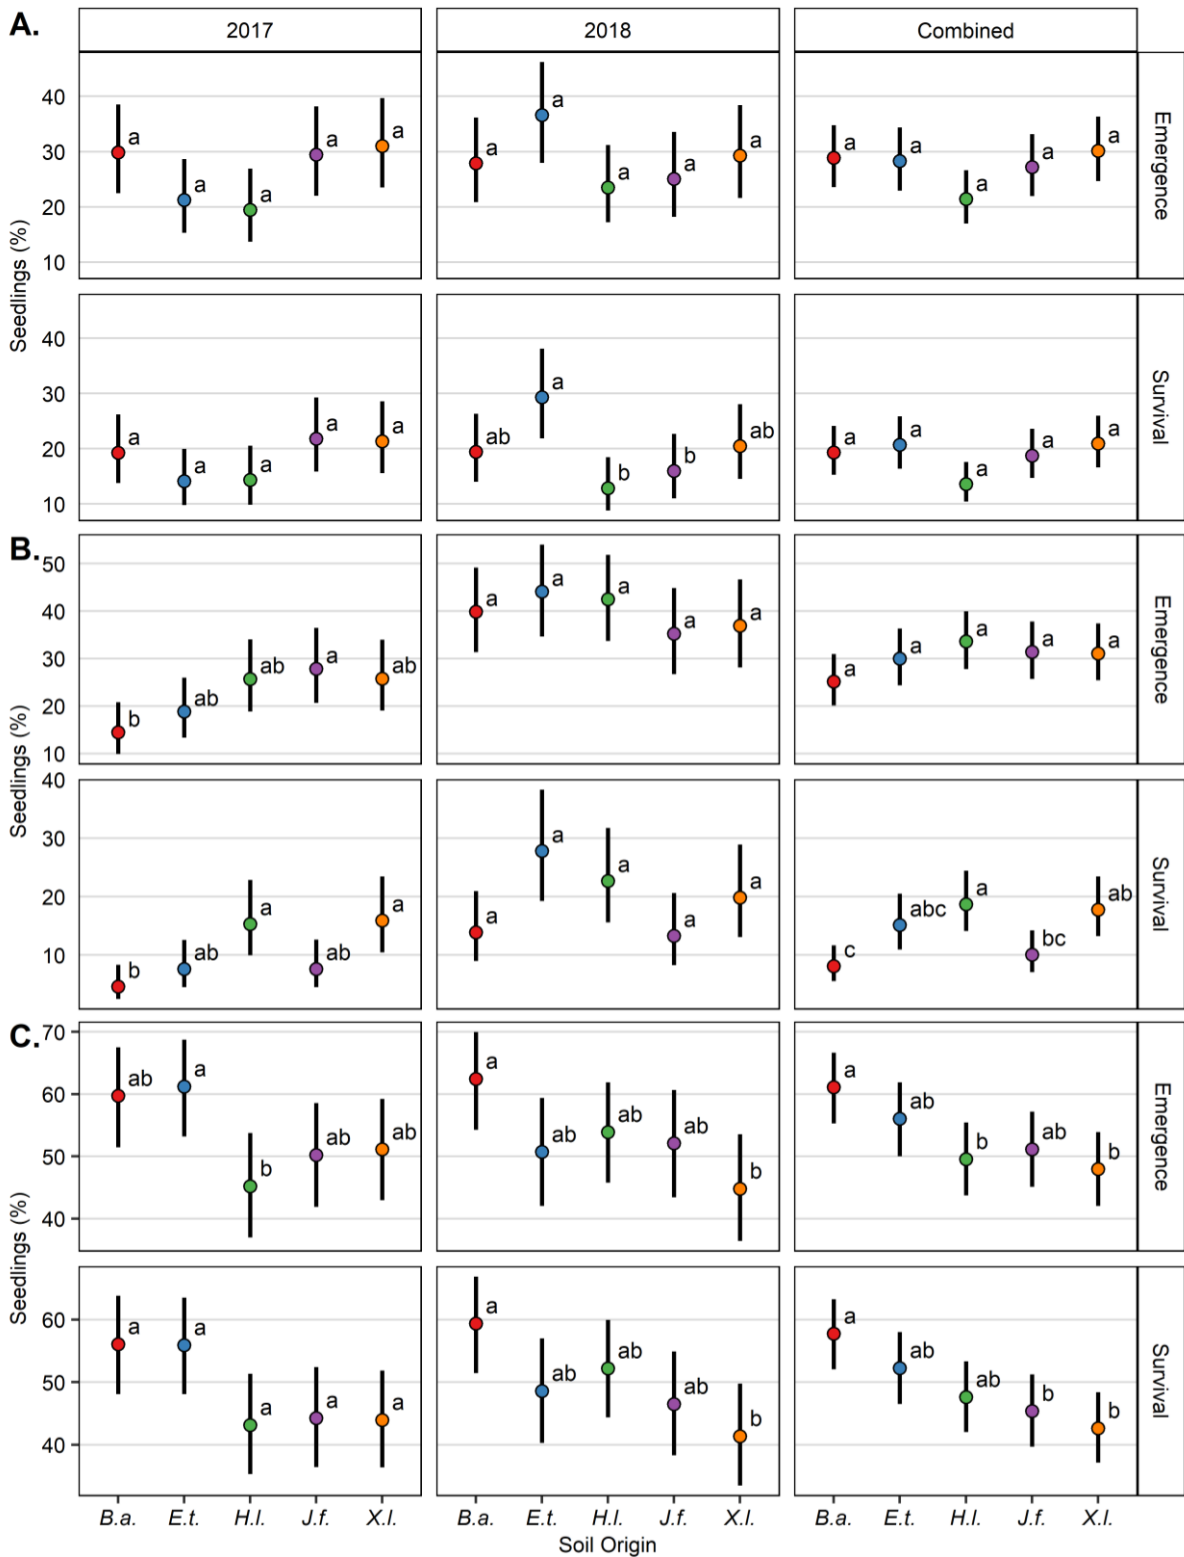 A.
2017 2018 Combined
Seedlings (%)
40
30
20
10
a a a a a
a a a a a
a a a a a
Emergence
40
30
20
10
a a a a a
ab a b b ab
a a a a a
Survival
B.
Seedlings (%)
50
40
30
20
10
b ab ab a ab
a a a a a
a a a a a
Emergence
40
30
20
10
b ab a ab a
a a a a a
c abc a bc ab
Survival
C.
Seedlings (%)
70
60
50
40
ab a b ab ab
a ab ab ab b
a ab b ab b
Emergence
60
50
40
a a a a a
a ab ab ab b
a ab ab b b
Survival
B.a. E.t. H.l. J.f. X.l. B.a. E.t. H.l. J.f. X.l. B.a. E.t. H.l. J.f. X.l.
Soil Origin